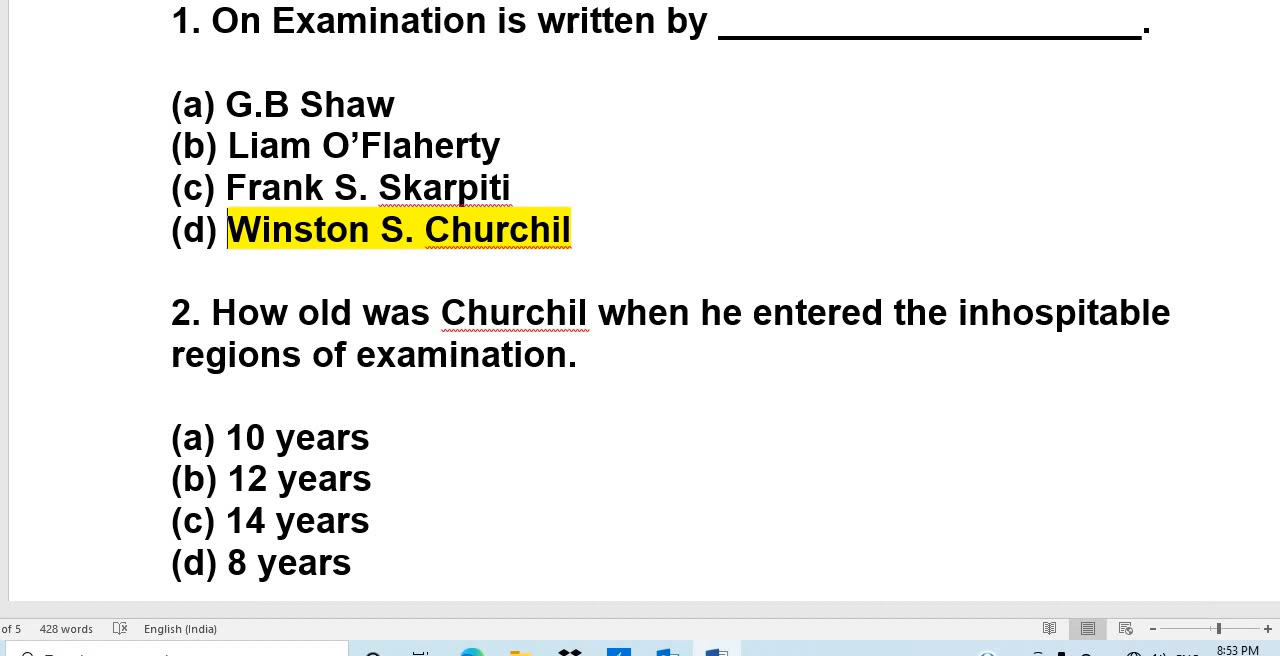 1. On Examination is written by ____________________.
(a) G.B Shaw
(b) Liam O’Flaherty
(c) Frank S. Skarpiti
(d) Winston S. Churchil
2. How old was Churchil when he entered the inhospitable
regions of examination.
(a) 10 years
(b) 12 years
(c) 14 years
(d) 8 years
of 5 428 words English (India)
8:53 PM